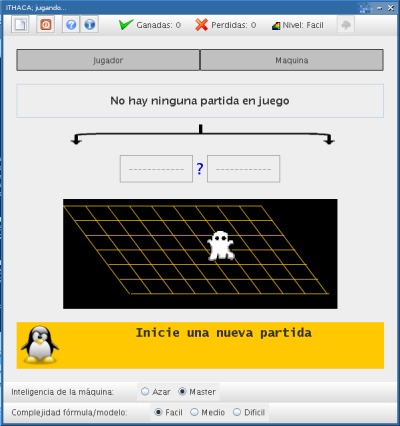 ITHACA; jugando...
Ganadas: 0 Perdidas: 0 Nivel: Facil
Jugador Maquina
No hay ninguna partida en juego
------------ ? ------------
Inicie una nueva partida
Inteligencia de la máquina: Azar Master
Complejidad fórmula/modelo: Facil Medio Dificil